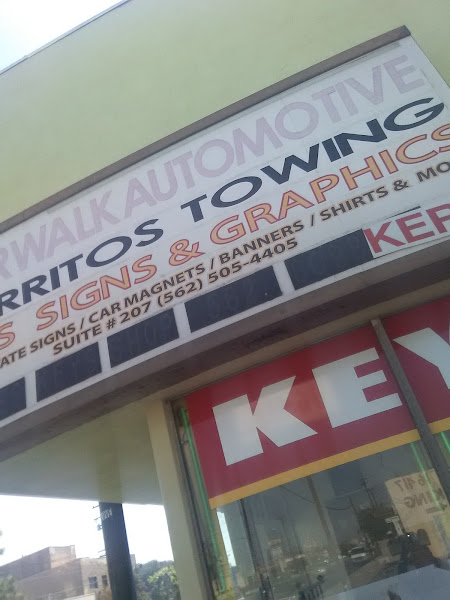 RWALK AUTOMOTIVE
RRITOS TOWING
S SIGNS & GRAPHICS
ATE SIGNS / CAR MAGNETS / BANNERS / SHIRTS & MO
SUITE # 207 (562) 505-4405
KER
KEY